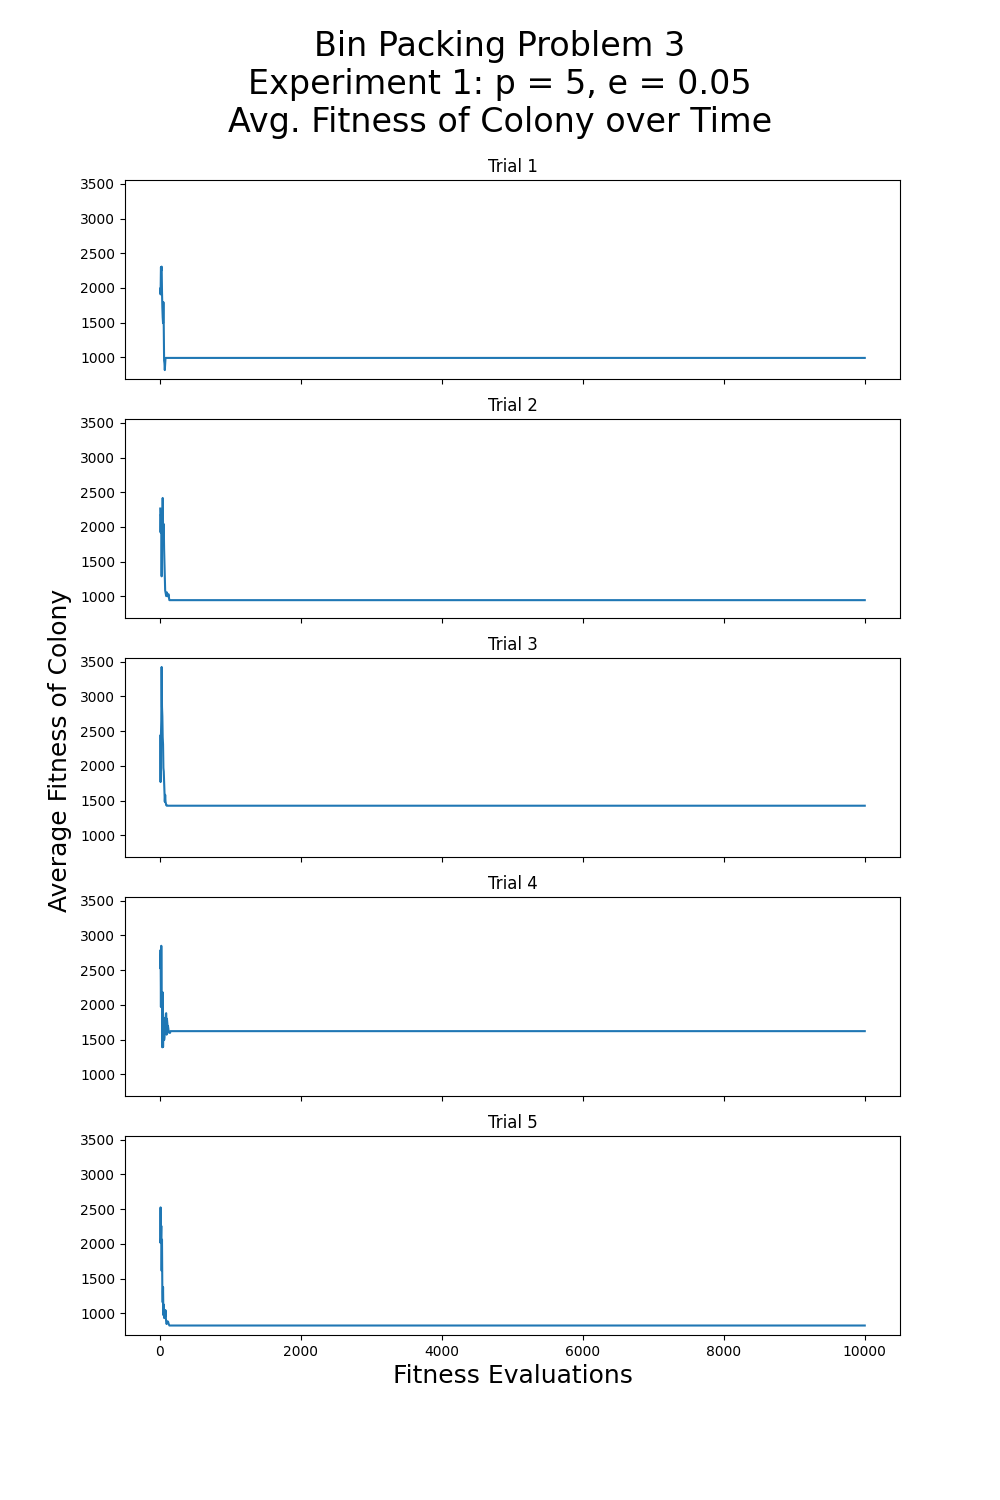 Bin Packing Problem 3
Experiment 1: p = 5, e = 0.05
Avg. Fitness of Colony over Time
Trial 1
3500
3000
2500
2000
1500
1000
Trial 2
3500
3000
2500
2000
1500
1000
Trial 3
3500
3000
2500
2000
1500
1000
Trial 4
3500
3000
2500
2000
1500
1000
Trial 5
3500
3000
2500
2000
1500
1000
Average Fitness of Colony
0 2000 4000 6000 8000 10000
Fitness Evaluations